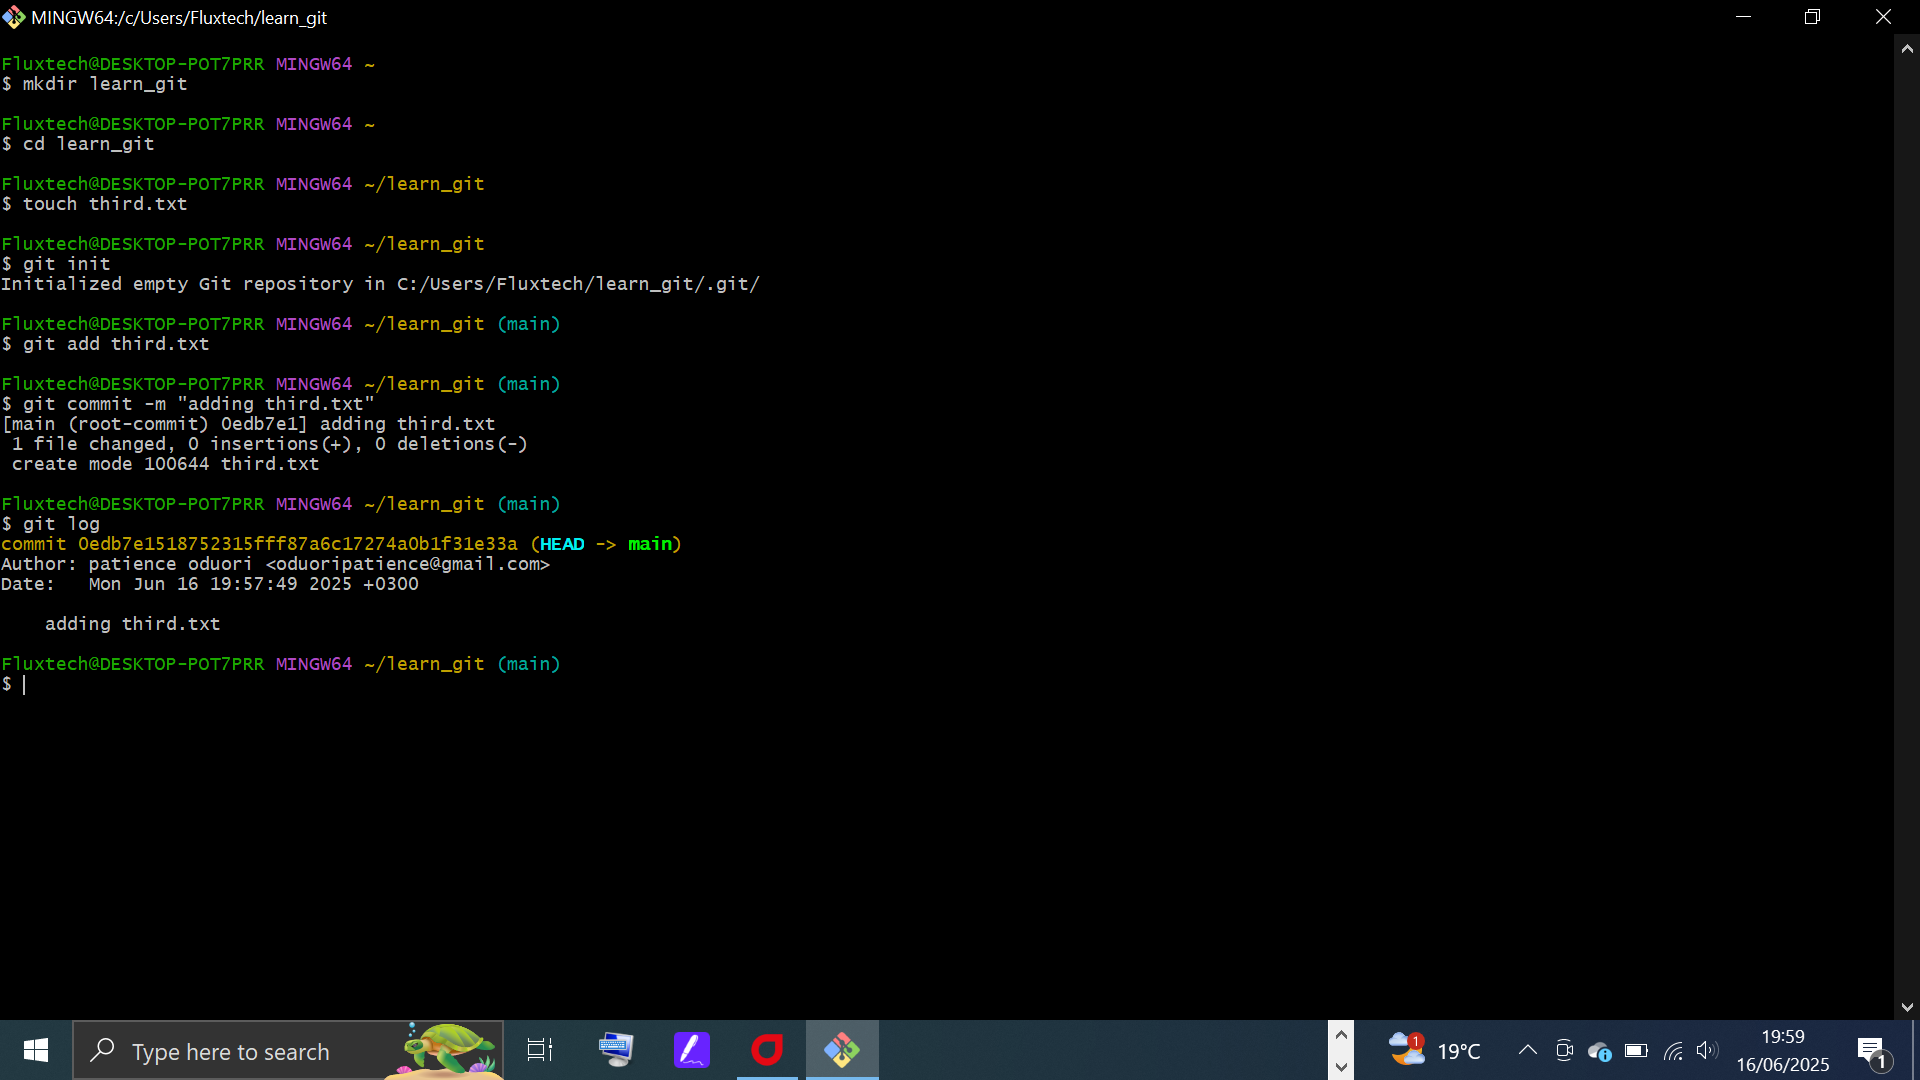 MINGW64:/c/Users/Fluxtech/learn_git
Fluxtech@DESKTOP-POT7PRR MINGW64 ~
$ mkdir learn_git
Fluxtech@DESKTOP-POT7PRR MINGW64 ~
$ cd learn_git
Fluxtech@DESKTOP-POT7PRR MINGW64 ~/learn_git
$ touch third.txt
Fluxtech@DESKTOP-POT7PRR MINGW64 ~/learn_git
$ git init
Initialized empty Git repository in C:/Users/Fluxtech/learn_git/.git/
Fluxtech@DESKTOP-POT7PRR MINGW64 ~/learn_git (main)
$ git add third.txt
Fluxtech@DESKTOP-POT7PRR MINGW64 ~/learn_git (main)
$ git commit -m "adding third.txt"
[main (root-commit) 0edb7e1] adding third.txt
1 file changed, 0 insertions(+), 0 deletions(-)
create mode 100644 third.txt
Fluxtech@DESKTOP-POT7PRR MINGW64 ~/learn_git (main)
$ git log
commit 0edb7e1518752315fff87a6c17274a0b1f31e33a (HEAD -> main)
Author: patience oduori <oduoripatience@gmail.com>
Date:   Mon Jun 16 19:57:49 2025 +0300
adding third.txt
Fluxtech@DESKTOP-POT7PRR MINGW64 ~/learn_git (main)
$
Type here to search
1
19°C
19:59
16/06/2025
1